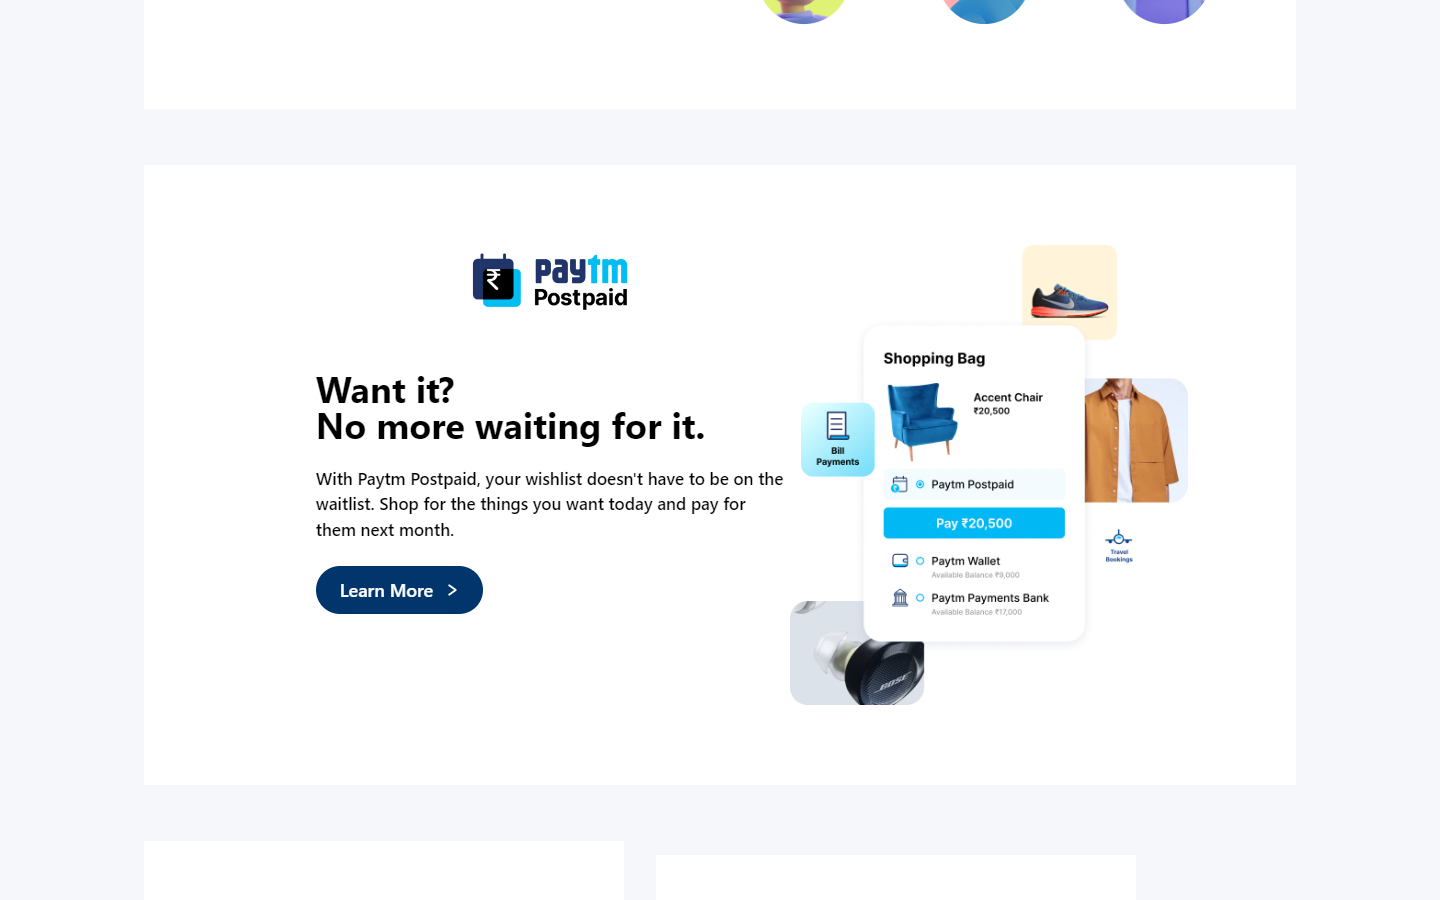 paytm
Postpaid
Want it?
No more waiting for it.
With Paytm Postpaid, your wishlist doesn't have to be on the
waitlist. Shop for the things you want today and pay for
them next month.
Learn More >
Shopping Bag
Accent Chair
₹20,500
Bill
Payments
Paytm Postpaid
Pay ₹20,500
Paytm Wallet
Available Balance ₹9,000
Paytm Payments Bank
Available Balance ₹17,000
Travel
Bookings
BOSE